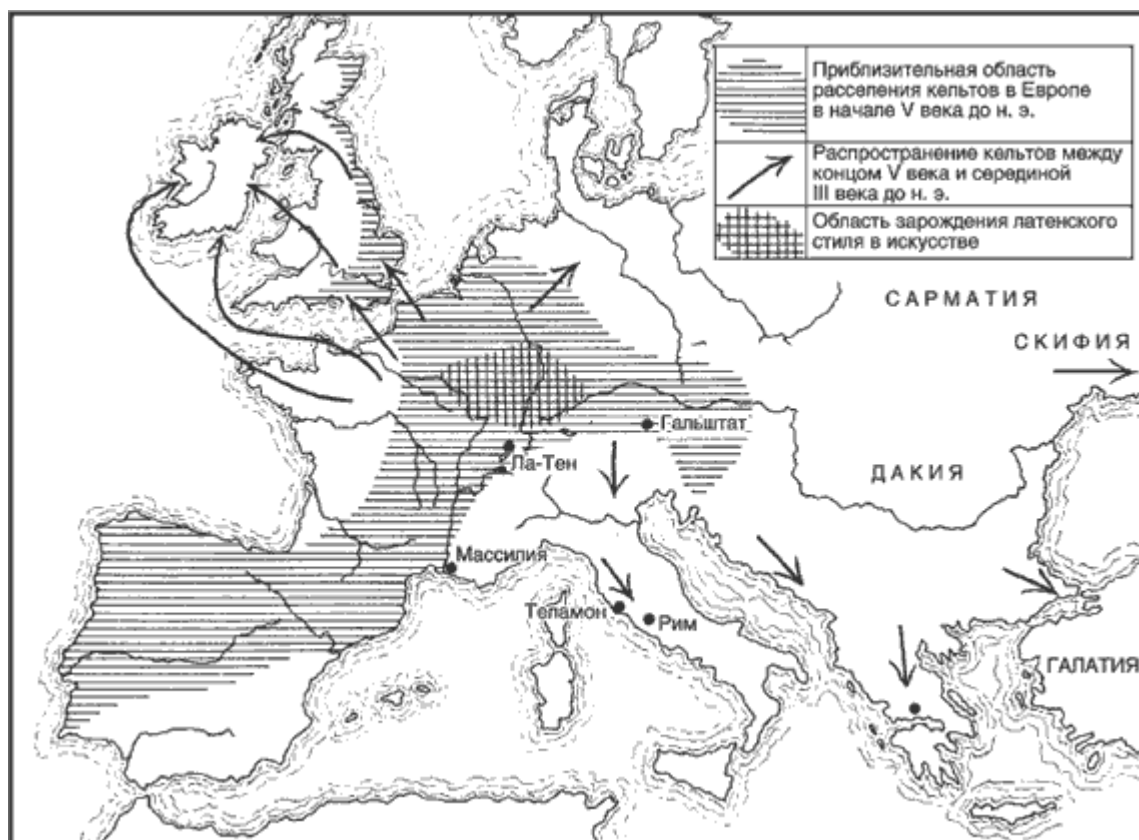 Приблизительная область
расселения кельтов в Европе
в начале V века до н. э.
Распространение кельтов между
концом V века и серединой
III века до н. э.
Область зарождения латенского
стиля в искусстве
САРМАТИЯ
СКИФИЯ
Гальштат
Ла-Тен
ДАКИЯ
Массилия
Теламон
Рим
ГАЛАТИЯ